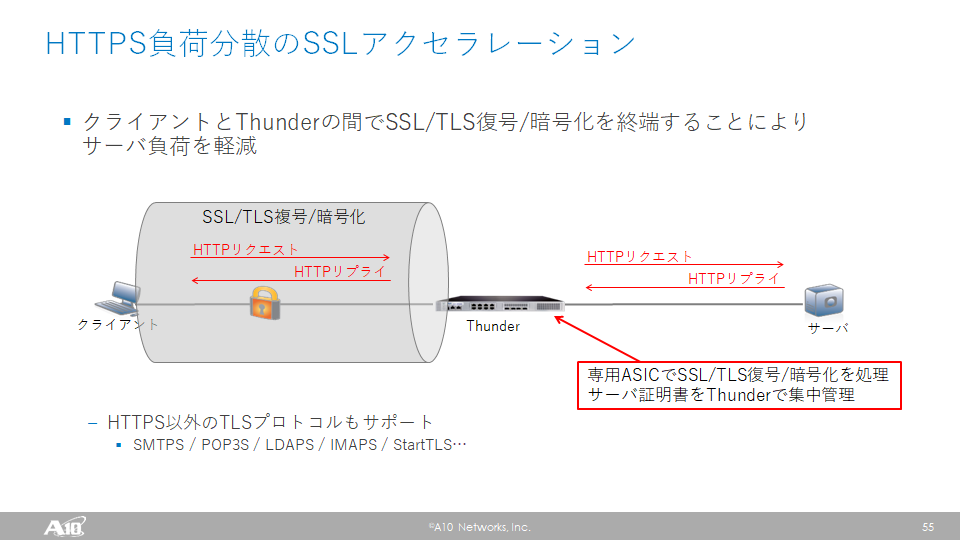 HTTPS負荷分散のSSLアクセラレーション
▪ クライアントとThunderの間でSSL/TLS復号/暗号化を終端することにより
サーバ負荷を軽減
SSL/TLS複号/暗号化
HTTPリクエスト
HTTPリプライ
HTTPリクエスト
HTTPリプライ
クライアント
Thunder
サーバ
専用ASICでSSL/TLS復号/暗号化を処理
サーバ証明書をThunderで集中管理
– HTTPS以外のTLSプロトコルもサポート
▪ SMTPS / POP3S / LDAPS / IMAPS / StartTLS…
A10
©A10 Networks, Inc.
55